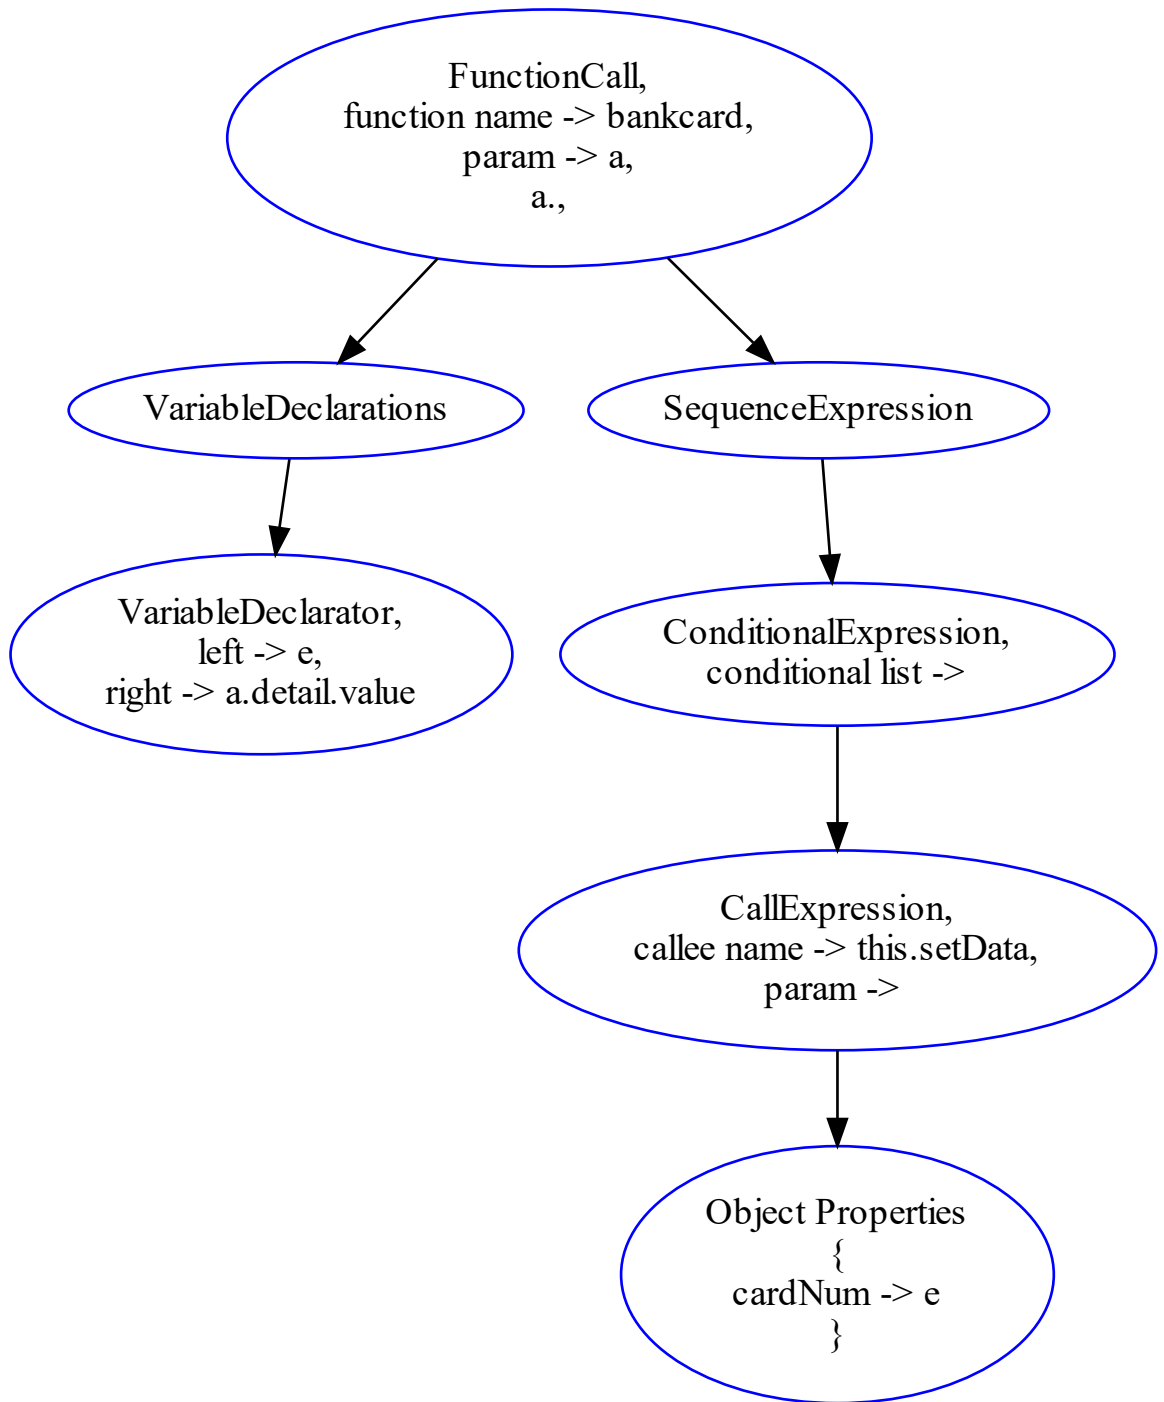 FunctionCall,
function name -> bankcard,
param -> a,
a.,
VariableDeclarations
SequenceExpression
VariableDeclarator,
left -> e,
right -> a.detail.value
ConditionalExpression,
conditional list ->
CallExpression,
callee name -> this.setData,
param ->
Object Properties
{
cardNum -> e
}